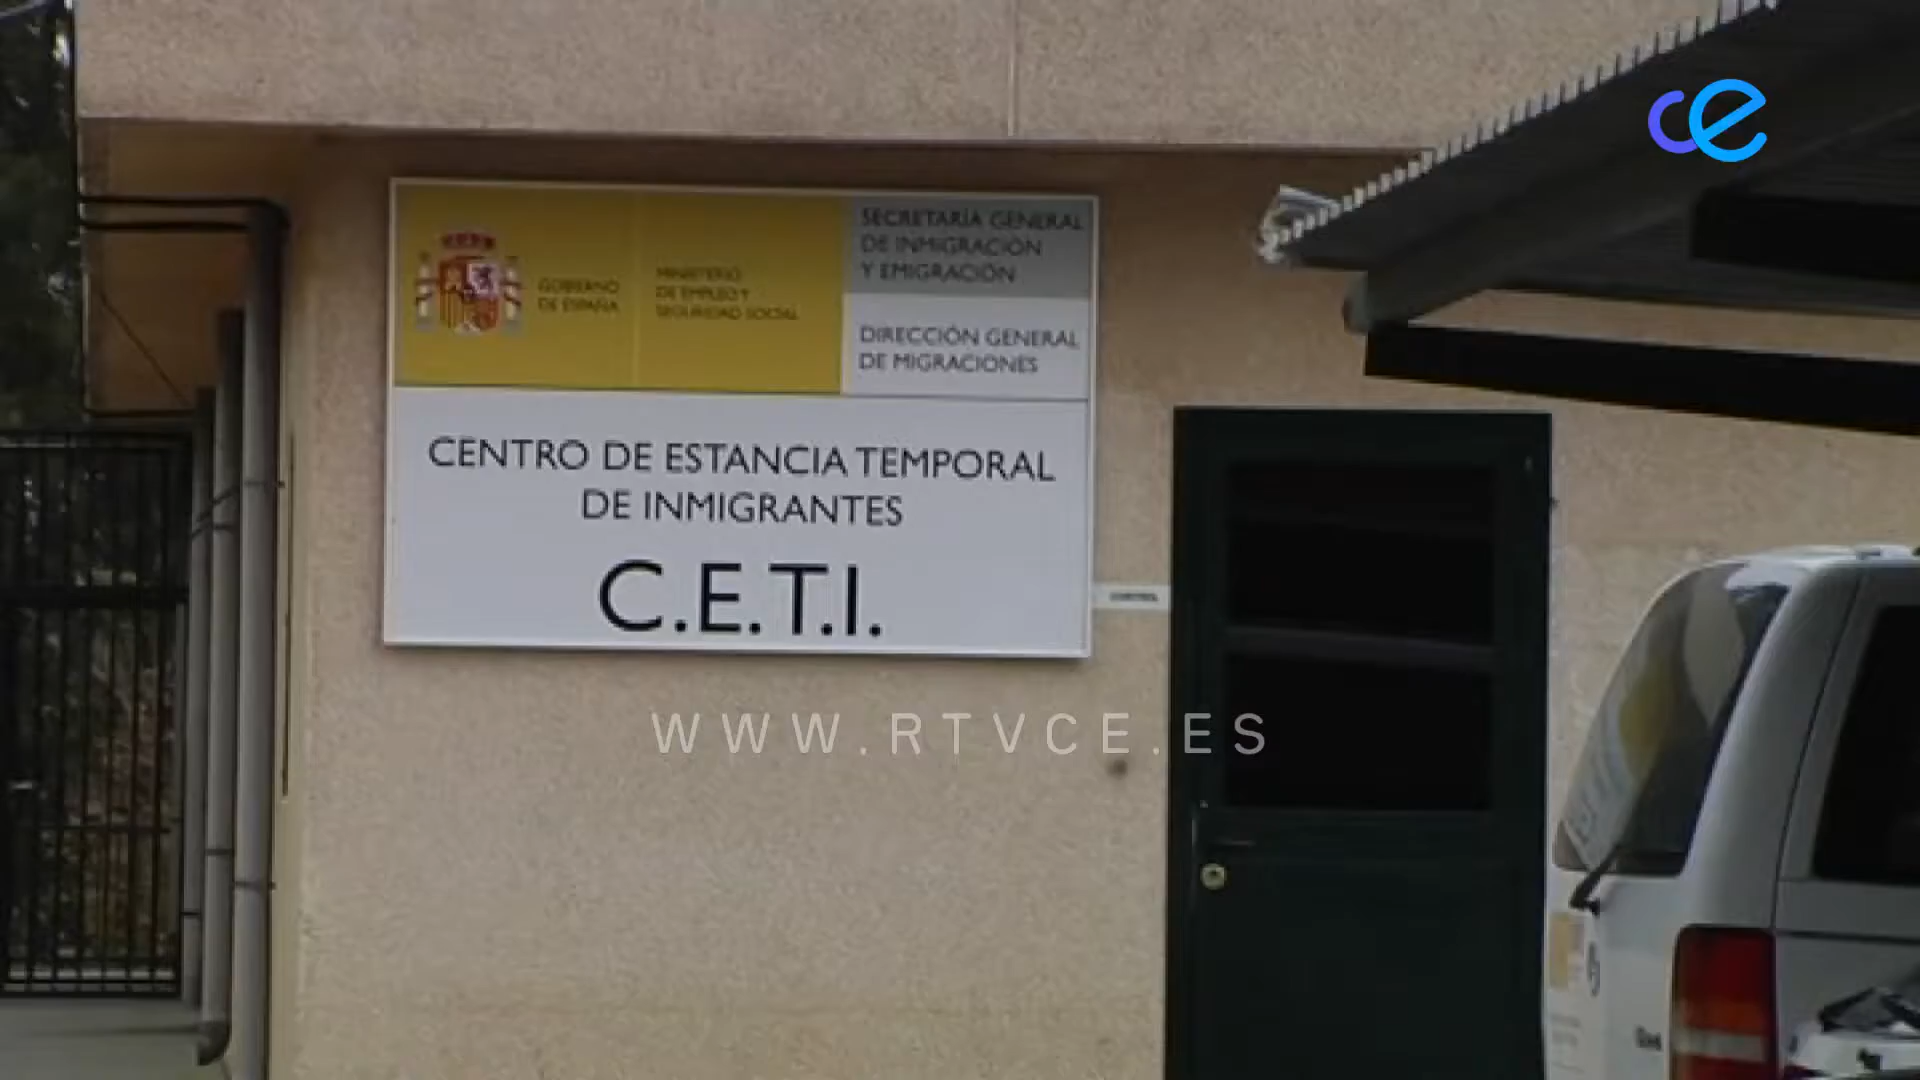 ce
SECRETARÍA GENERAL
DE INMIGRACIÓN
Y EMIGRACIÓN
GOBIERNO
DE ESPAÑA
MINISTERIO
DE EMPLEO Y
SEGURIDAD SOCIAL
DIRECCIÓN GENERAL
DE MIGRACIONES
CENTRO DE ESTANCIA TEMPORAL
DE INMIGRANTES
C.E.T.I.
CONTROL
WWW.RTVCE.ES